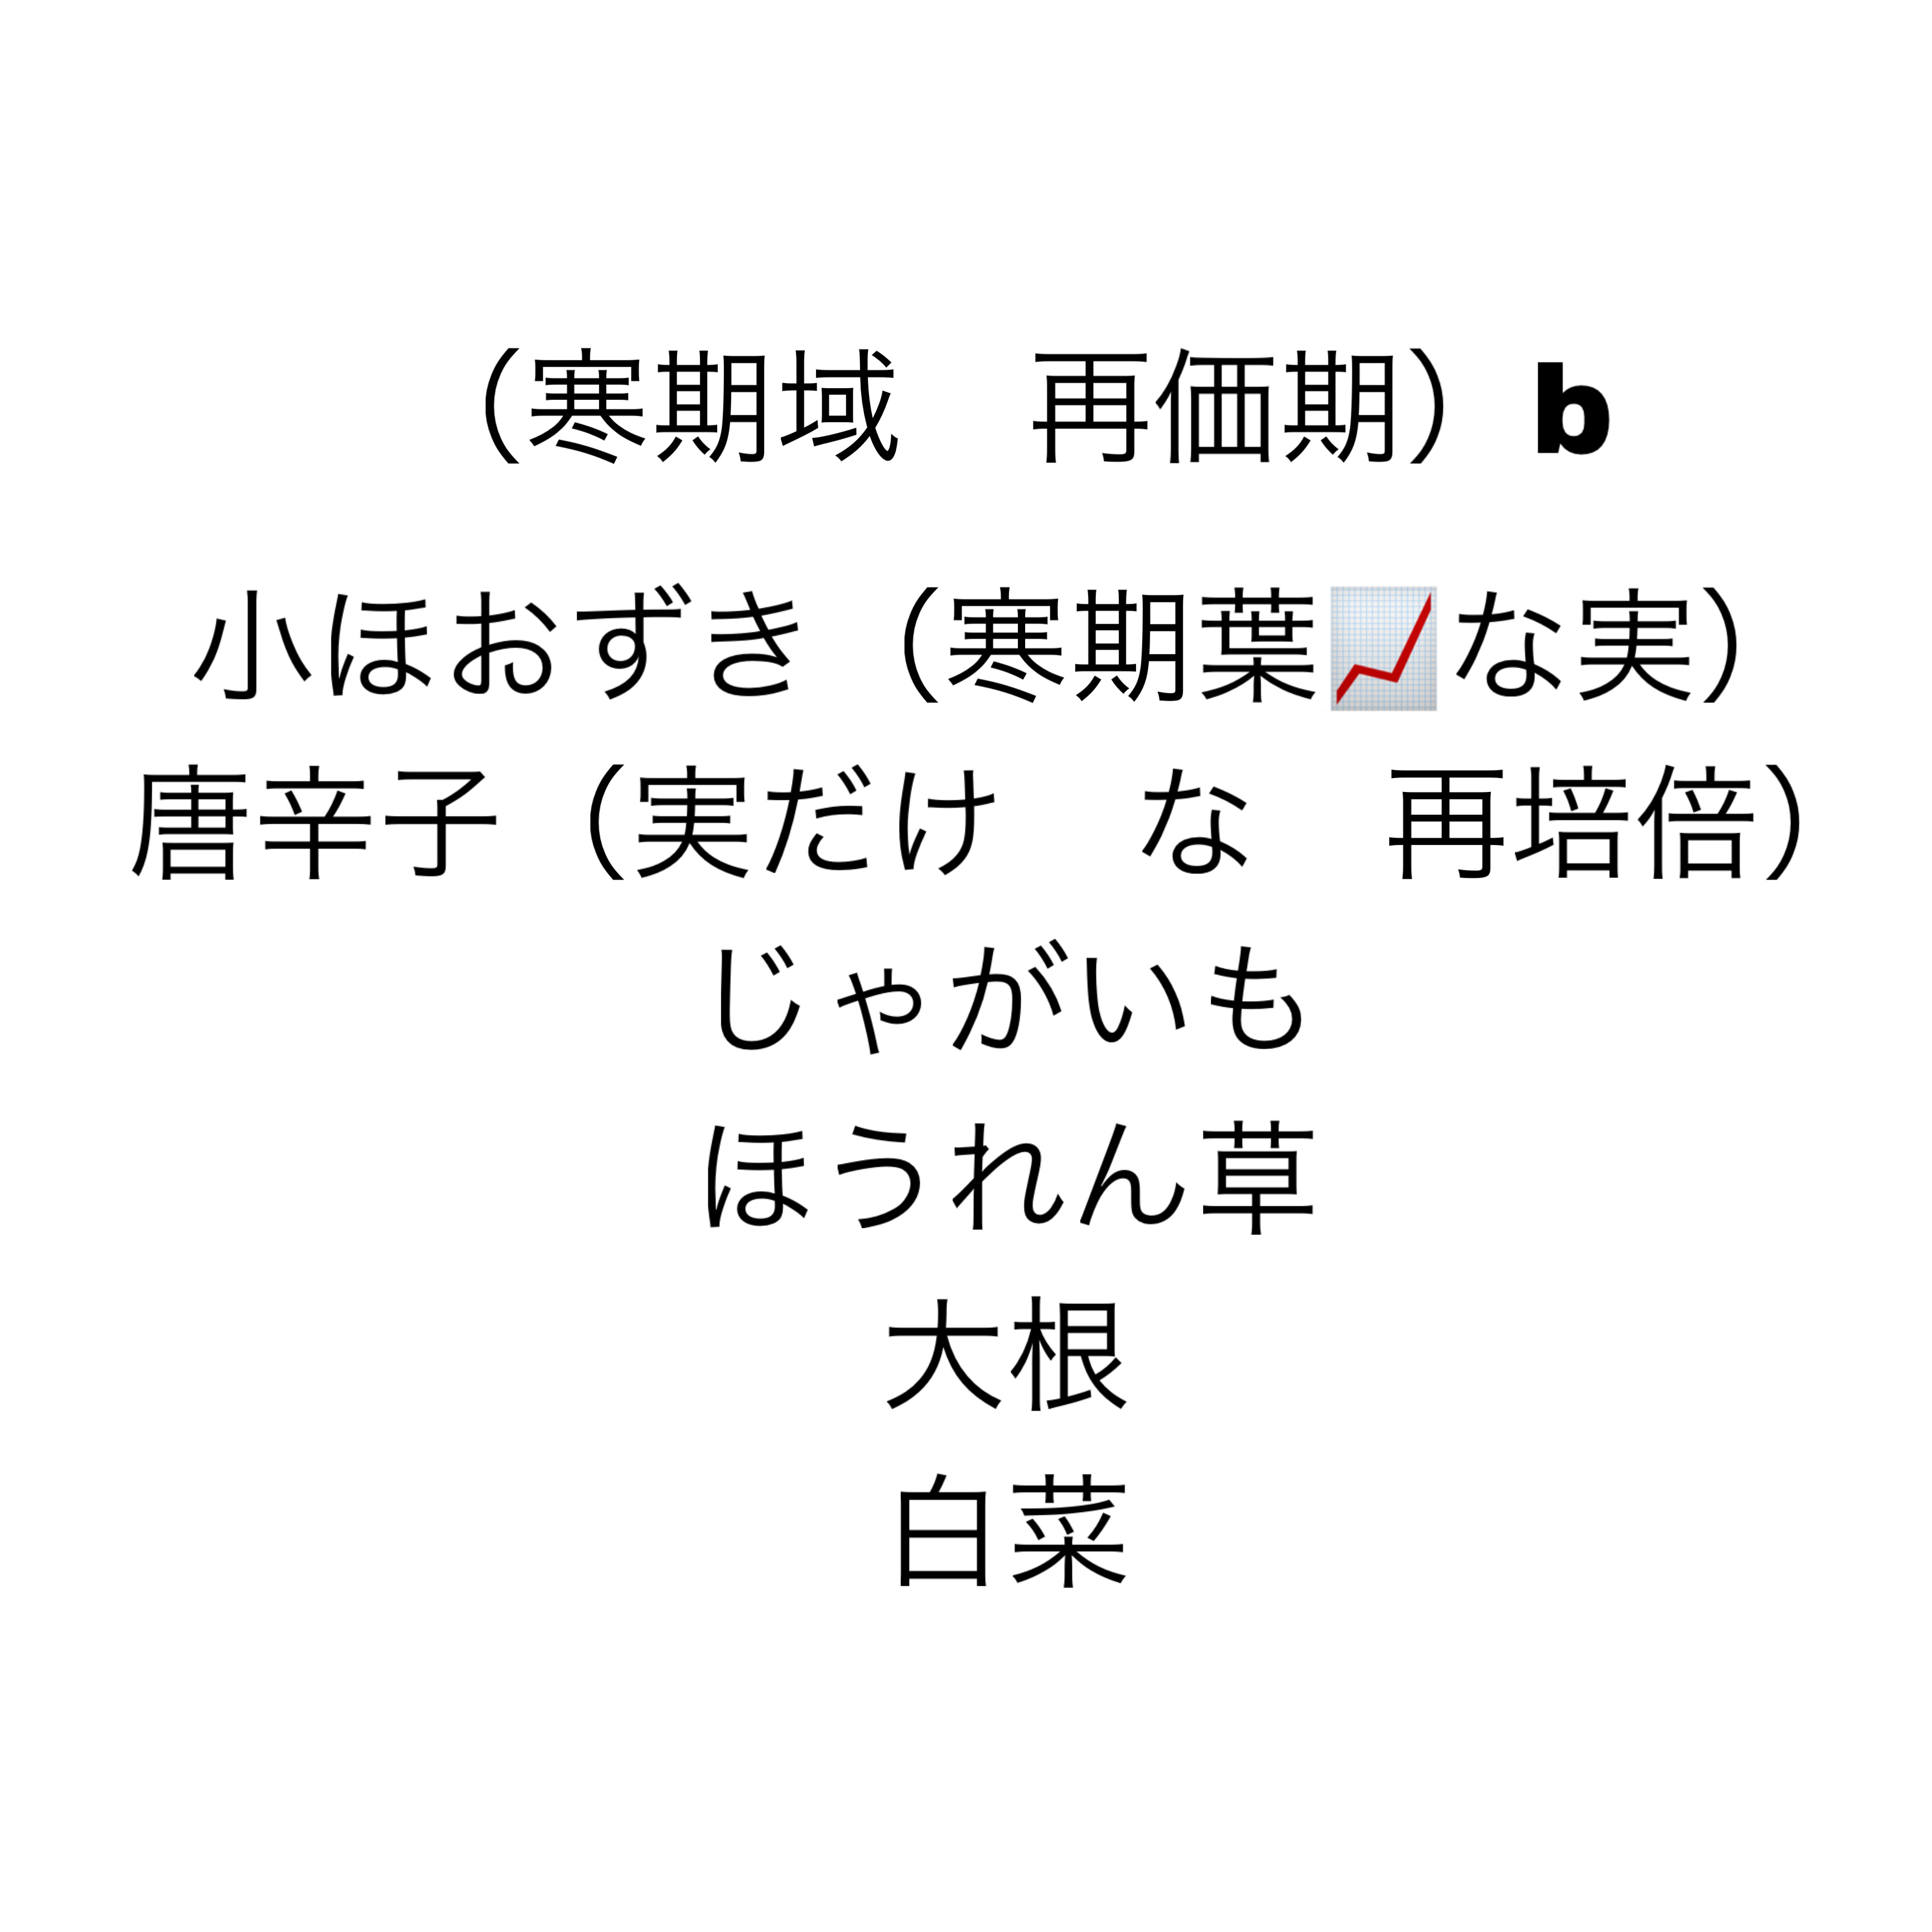 （寒期域　再価期） b
小ほおずき（寒期葉📈な実）
唐辛子（実だけ　な　再培倍）
じゃがいも
ほうれん草
大根
白菜